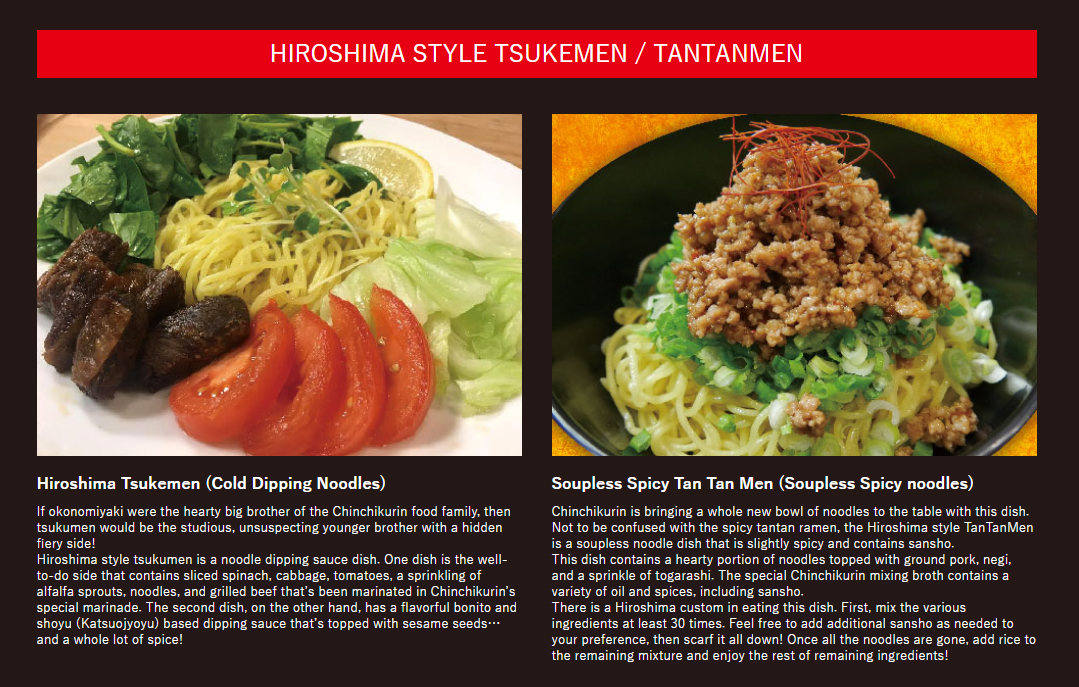 HIROSHIMA STYLE TSUKEMEN / TANTANMEN
Hiroshima Tsukemen (Cold Dipping Noodles)
If okonomiyaki were the hearty big brother of the Chinchikurin food family, then
tsukumen would be the studious, unsuspecting younger brother with a hidden
fiery side!
Hiroshima style tsukumen is a noodle dipping sauce dish. One dish is the well-
to-do side that contains sliced spinach, cabbage, tomatoes, a sprinkling of
alfalfa sprouts, noodles, and grilled beef that's been marinated in Chinchikurin's
special marinade. The second dish, on the other hand, has a flavorful bonito and
shoyu (Katsuojyoyu) based dipping sauce that's topped with sesame seeds…
and a whole lot of spice!
Soupless Spicy Tan Tan Men (Soupless Spicy noodles)
Chinchikurin is bringing a whole new bowl of noodles to the table with this dish.
Not to be confused with the spicy tantan ramen, the Hiroshima style TanTanMen
is a soupless noodle dish that is slightly spicy and contains sansho.
This dish contains a hearty portion of noodles topped with ground pork, negi,
and a sprinkle of togarashi. The special Chinchikurin mixing broth contains a
variety of oil and spices, including sansho.
There is a Hiroshima custom in eating this dish. First, mix the various
ingredients at least 30 times. Feel free to add additional sansho as needed to
your preference, then scarf it all down! Once all the noodles are gone, add rice to
the remaining mixture and enjoy the rest of remaining ingredients!